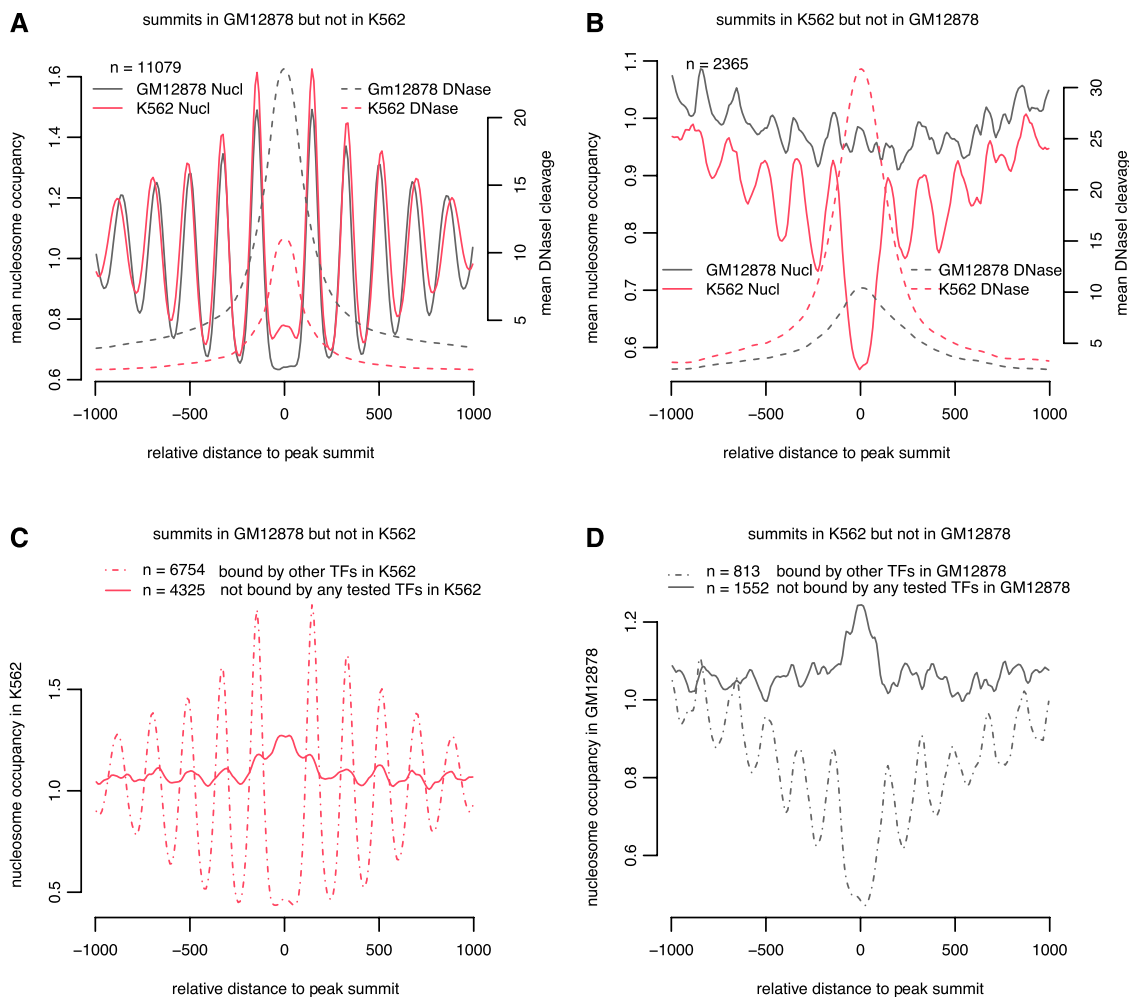 A
summits in GM12878 but not in K562
n = 11079
GM12878 Nucl
K562 Nucl
Gm12878 DNase
K562 DNase
mean nucleosome occupancy
0.6 0.8 1.0 1.2 1.4 1.6
mean DNaseI cleavage
5 10 15 20
−1000 −500 0 500 1000
relative distance to peak summit
B
summits in K562 but not in GM12878
n = 2365
GM12878 Nucl
K562 Nucl
GM12878 DNase
K562 DNase
mean nucleosome occupancy
0.6 0.7 0.8 0.9 1.0 1.1
mean DNaseI cleavage
5 10 15 20 25 30
−1000 −500 0 500 1000
relative distance to peak summit
C
summits in GM12878 but not in K562
n = 6754 bound by other TFs in K562
n = 4325 not bound by any tested TFs in K562
nucleosome occupancy in K562
0.5 1.0 1.5
−1000 −500 0 500 1000
relative distance to peak summit
D
summits in K562 but not in GM12878
n = 813 bound by other TFs in GM12878
n = 1552 not bound by any tested TFs in GM12878
nucleosome occupancy in GM12878
0.6 0.8 1.0 1.2
−1000 −500 0 500 1000
relative distance to peak summit